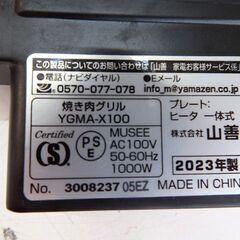 この製品についてのお問い合わせは「山善 家電お客様サービス係」
●電話(ナビダイヤル) ●Eメール
0570-077-078 info_m@yamazen.co.jp
焼き肉グリル
YGMA-X100
Certified
S
PSE
MUSEE
AC100V
50-60Hz
1000W
プレート:
ヒータ 一体式
株式会社 山善
2023年製
No. 3008237 05EZ MADE IN CHIN